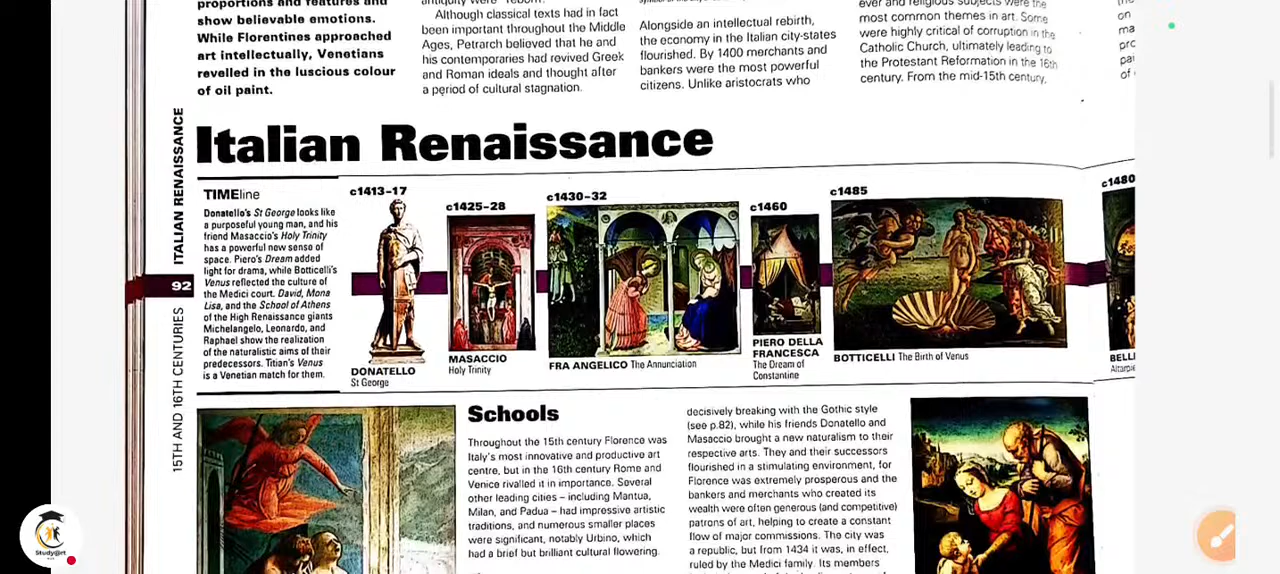 proportions and features and
show believable emotions.
While Florentines approached
art intellectually, Venetians
revelled in the luscious colour
of oil paint.
Although classical texts had in fact
been important throughout the Middle
Ages, Petrarch believed that he and
his contemporaries had revived Greek
and Roman ideals and thought after
a period of cultural stagnation.
Alongside an intellectual rebirth,
the economy in the Italian city-states
flourished. By 1400 merchants and
bankers were the most powerful
citizens. Unlike aristocrats who
ever and religious subjects were the
most common themes in art. Some
were highly critical of corruption in the
Catholic Church, ultimately leading to
the Protestant Reformation in the 16th
century. From the mid-15th century,
on
of
ITALIAN RENAISSANCE
92
15TH AND 16TH CENTURIES
Italian Renaissance
TIMEline
Donatello's St George looks like
a purposeful young man, and his
friend Masaccio's Holy Trinity
has a powerful new sense of
space. Piero's Dream added
light for drama, while Botticelli's
Venus reflected the culture of
the Medici court. David, Mona
Lisa, and the School of Athens
of the High Renaissance giants
Michelangelo, Leonardo, and
Raphael show the realization
of the naturalistic aims of their
predecessors. Titian's Venus
is a Venetian match for them.
c1413-17
DONATELLO
St George
c1425-28
MASACCIO
Holy Trinity
c1430-32
FRA ANGELICO The Annunciation
c1460
PIERO DELLA
FRANCESCA
The Dream of
Constantine
c1485
BOTTICELLI The Birth of Venus
c1480
BELLI
Schools
Throughout the 15th century Florence was
Italy's most innovative and productive art
centre, but in the 16th century Rome and
Venice rivalled it in importance. Several
other leading cities – including Mantua,
Milan, and Padua – had impressive artistic
traditions, and numerous smaller places
were significant, notably Urbino, which
had a brief but brilliant cultural flowering.
decisively breaking with the Gothic style
(see p.82), while his friends Donatello and
Masaccio brought a new naturalism to their
respective arts. They and their successors
flourished in a stimulating environment, for
Florence was extremely prosperous and the
bankers and merchants who created its
wealth were often generous (and competitive)
patrons of art, helping to create a constant
flow of major commissions. The city was
a republic, but from 1434 it was, in effect,
ruled by the Medici family. Its members
Study@rt